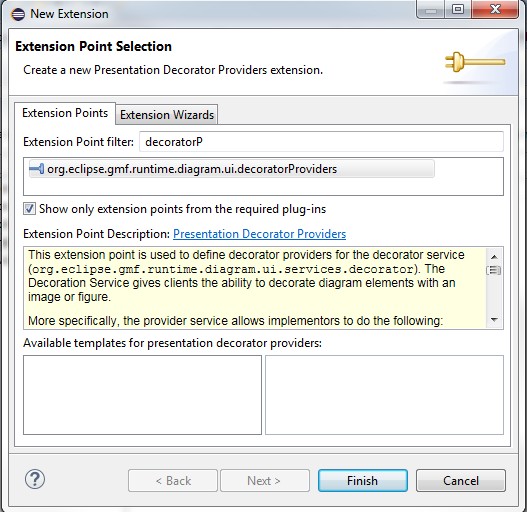 New Extension
Extension Point Selection
Create a new Presentation Decorator Providers extension.
Extension Points
Extension Wizards
Extension Point filter: decoratorP
org.eclipse.gmf.runtime.diagram.ui.decoratorProviders
Show only extension points from the required plug-ins
Extension Point Description: Presentation Decorator Providers
This extension point is used to define decorator providers for the decorator service
(org.eclipse.gmf.runtime.diagram.ui.services.decorator). The
Decoration Service gives clients the ability to decorate diagram elements with an
image or figure.
More specifically, the provider service allows implementors to do the following:
Available templates for presentation decorator providers:
?
< Back
Next >
Finish
Cancel